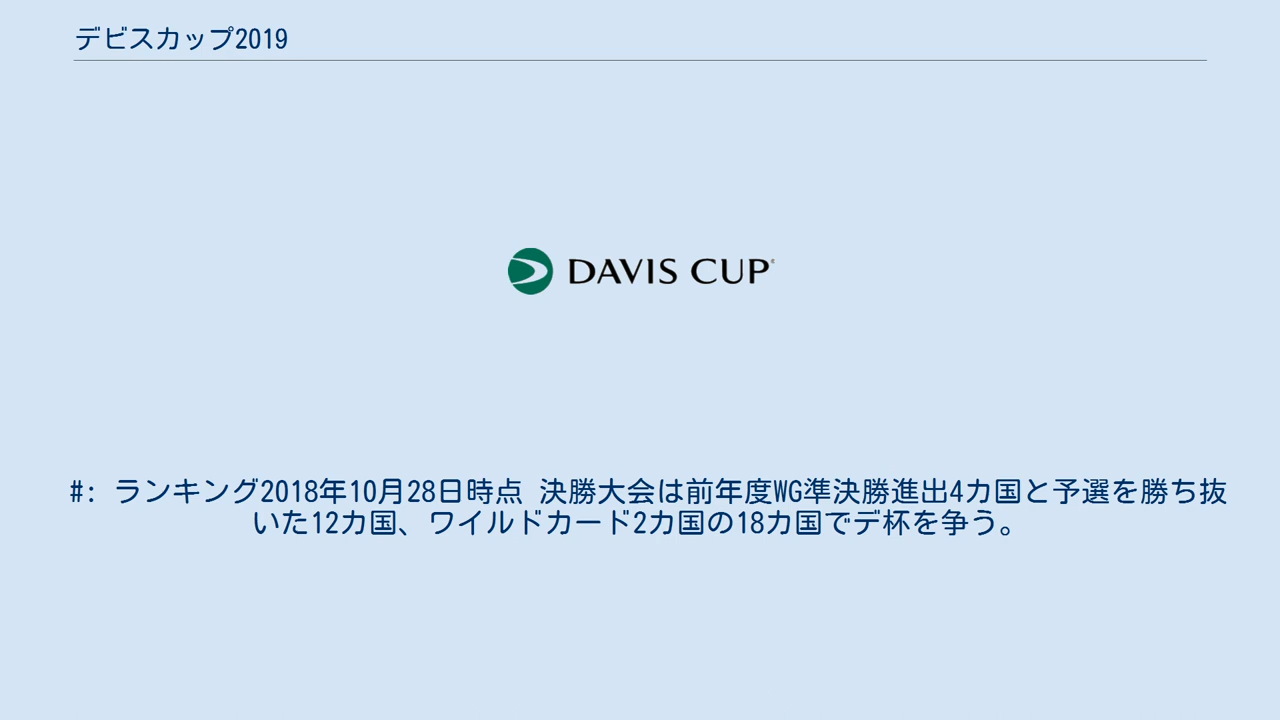 デビスカップ2019
DAVIS CUP
#: ランキング2018年10月28日時点 決勝大会は前年度WG準決勝進出4カ国と予選を勝ち抜
いた12カ国、ワイルドカード2カ国の18カ国でデ杯を争う。